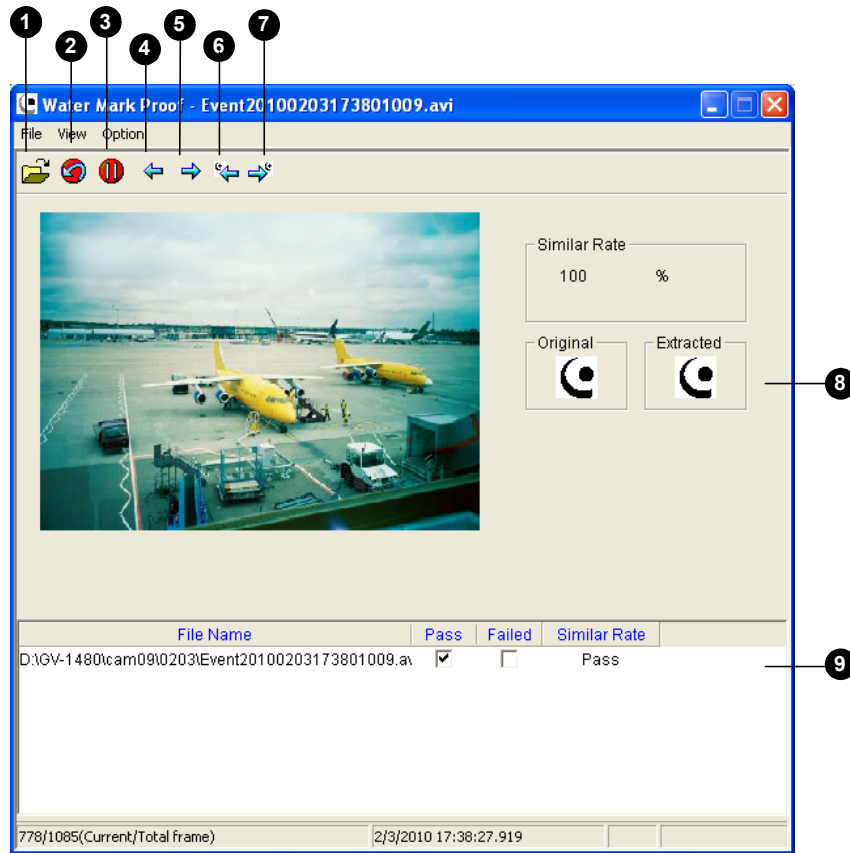 1
2
3
4
5
6
7
Water Mark Proof - Event20100203173801009.avi
File View Option
Similar Rate
100 %
Original Extracted
8
File Name Pass Failed Similar Rate
D:\GV-1480\cam09\0203\Event20100203173801009.a Pass
9
778/1085(Current/Total frame) 2/3/2010 17:38:27.919